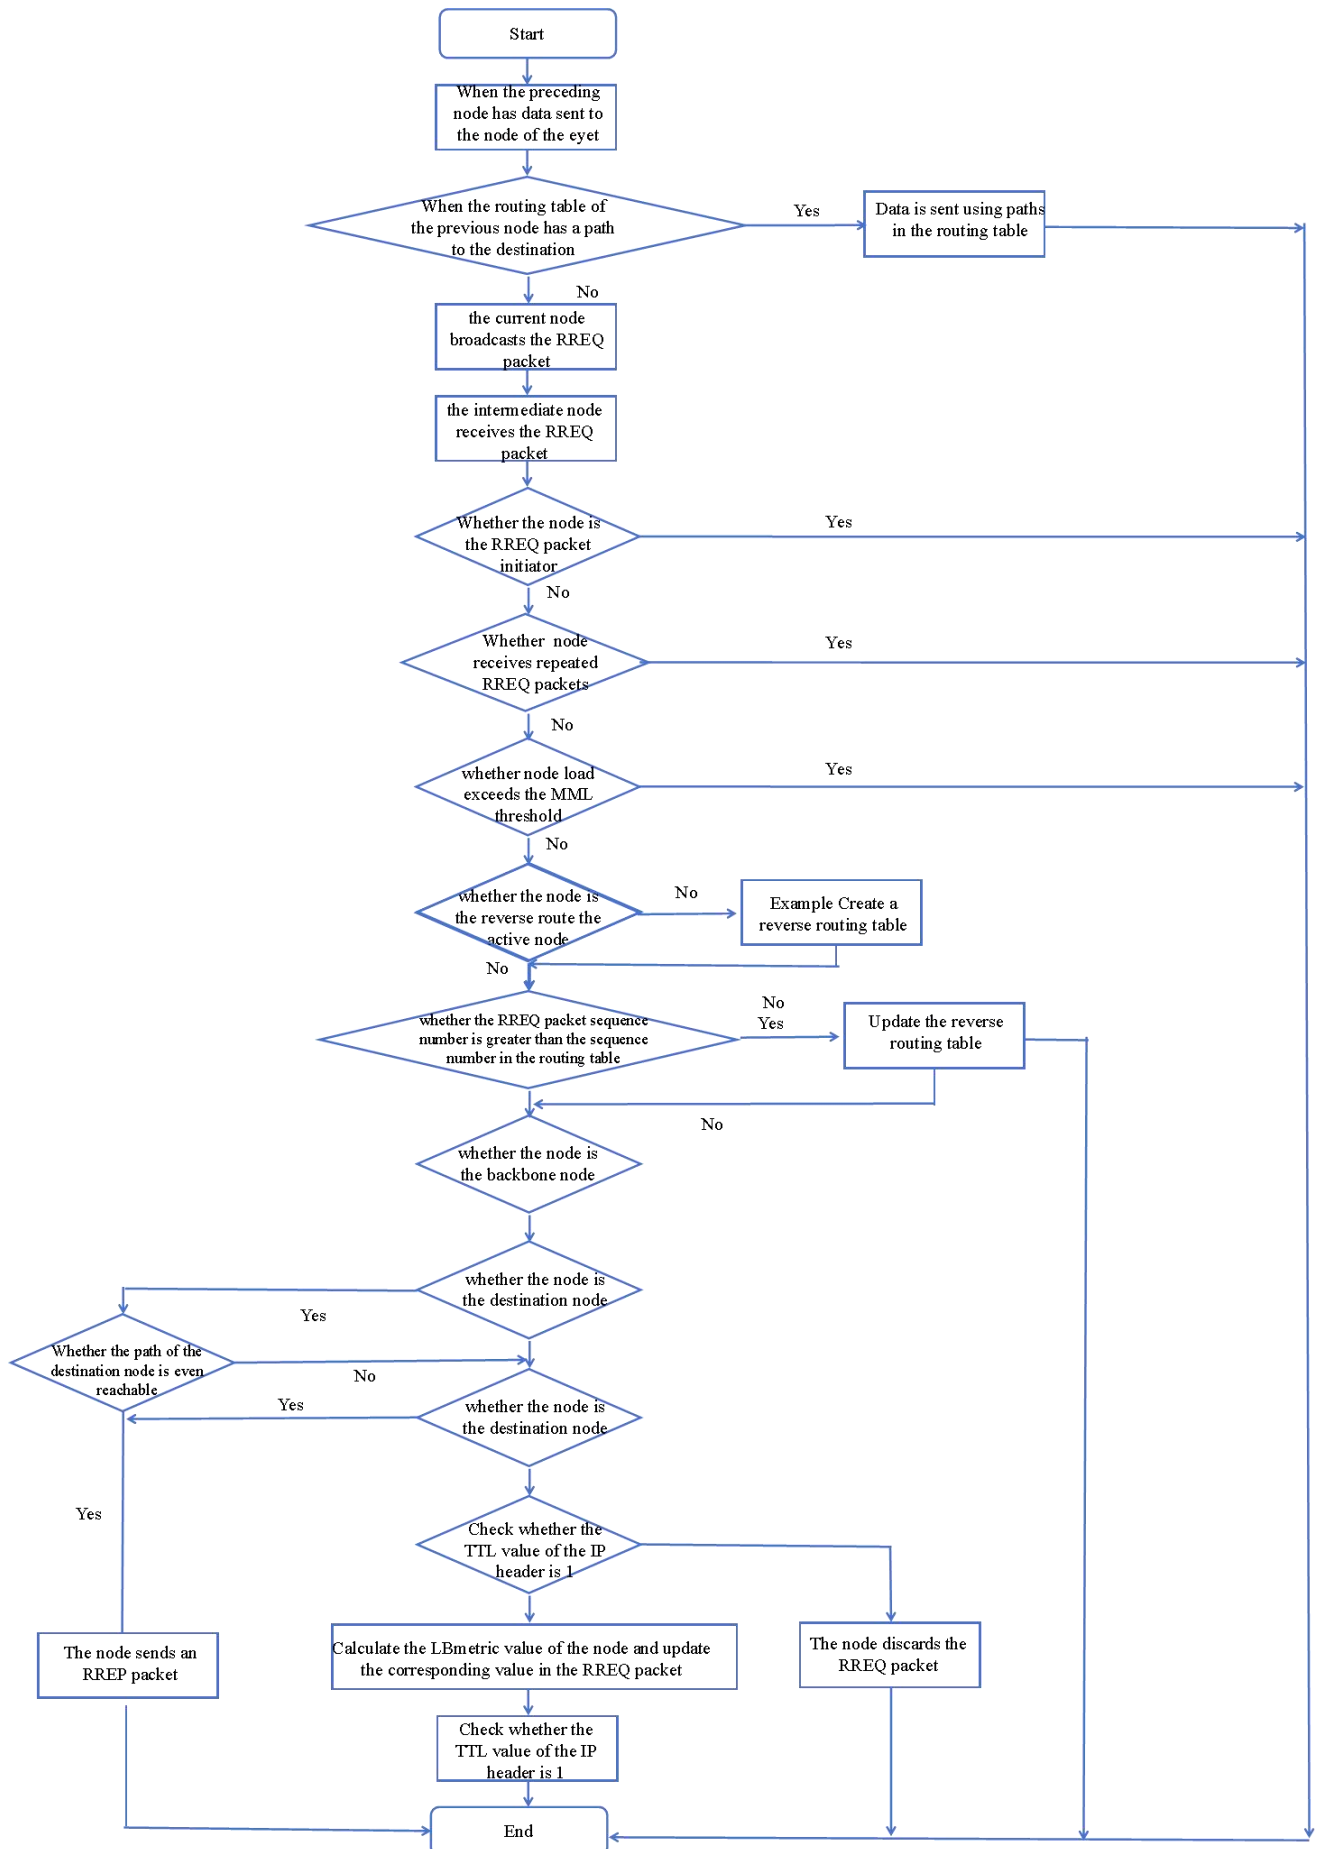 Start
When the preceding
node has data sent to
the node of the eyet
When the routing table of
the previous node has a path
to the destination
Yes
Data is sent using paths
in the routing table
No
the current node
broadcasts the RREQ
packet
the intermediate node
receives the RREQ
packet
Whether the node is
the RREQ packet
initiator
Yes
No
Whether node
receives repeated
RREQ packets
Yes
No
whether node load
exceeds the MML
threshold
Yes
No
whether the node is
the reverse route the
active node
No
Example Create a
reverse routing table
No
whether the RREQ packet sequence
number is greater than the sequence
number in the routing table
No
Yes
Update the reverse
routing table
No
whether the node is
the backbone node
whether the node is
the destination node
Yes
Whether the path of the
destination node is even
reachable
No
whether the node is
the destination node
Yes
Yes
Check whether the
TTL value of the IP
header is 1
The node sends an
RREP packet
Calculate the LBmetric value of the node and update
the corresponding value in the RREQ packet
The node discards the
RREQ packet
Check whether the
TTL value of the IP
header is 1
End